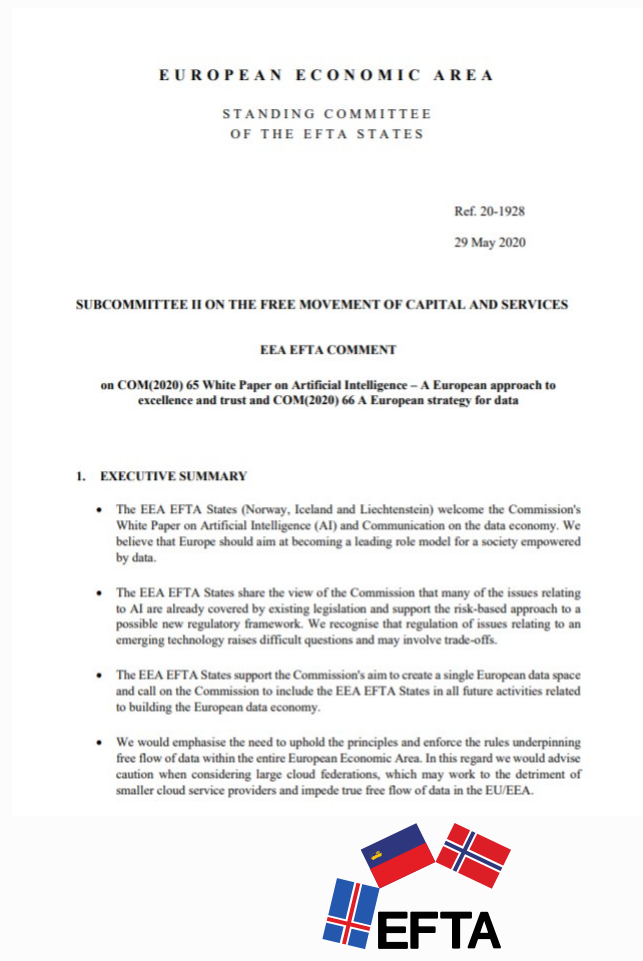 EUROPEAN ECONOMIC AREA
STANDING COMMITTEE
OF THE EFTA STATES
Ref. 20-1928
29 May 2020
SUBCOMMITTEE II ON THE FREE MOVEMENT OF CAPITAL AND SERVICES
EEA EFTA COMMENT
on COM(2020) 65 White Paper on Artificial Intelligence – A European approach to
excellence and trust and COM(2020) 66 A European strategy for data
1. EXECUTIVE SUMMARY
• The EEA EFTA States (Norway, Iceland and Liechtenstein) welcome the Commission's
White Paper on Artificial Intelligence (AI) and Communication on the data economy. We
believe that Europe should aim at becoming a leading role model for a society empowered
by data.
• The EEA EFTA States share the view of the Commission that many of the issues relating
to AI are already covered by existing legislation and support the risk-based approach to a
possible new regulatory framework. We recognise that regulation of issues relating to an
emerging technology raises difficult questions and may involve trade-offs.
• The EEA EFTA States support the Commission's aim to create a single European data space
and call on the Commission to include the EEA EFTA States in all future activities related
to building the European data economy.
• We would emphasise the need to uphold the principles and enforce the rules underpinning
free flow of data within the entire European Economic Area. In this regard we would advise
caution when considering large cloud federations, which may work to the detriment of
smaller cloud service providers and impede true free flow of data in the EU/EEA.
EFTA